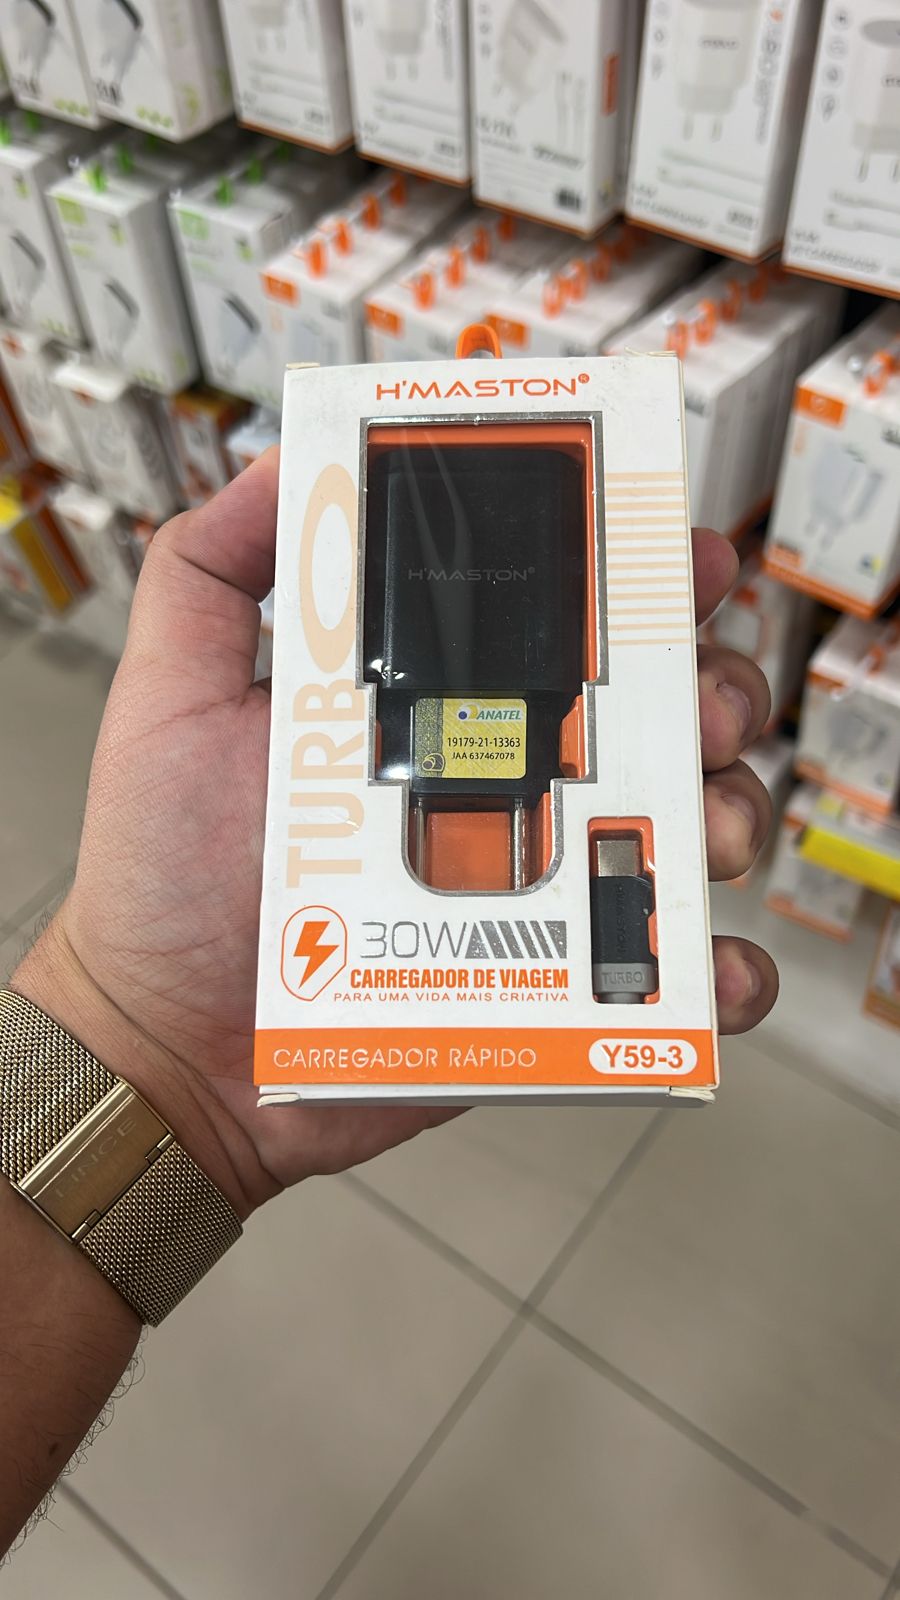 H'MASTON®
TURBO
H'MASTON®
ANATEL
19179-21-13363
JAA 637467078
30W
CARREGADOR DE VIAGEM
PARA UMA VIDA MAIS CRIATIVA
TURBO
CARREGADOR RÁPIDO
Y59-3